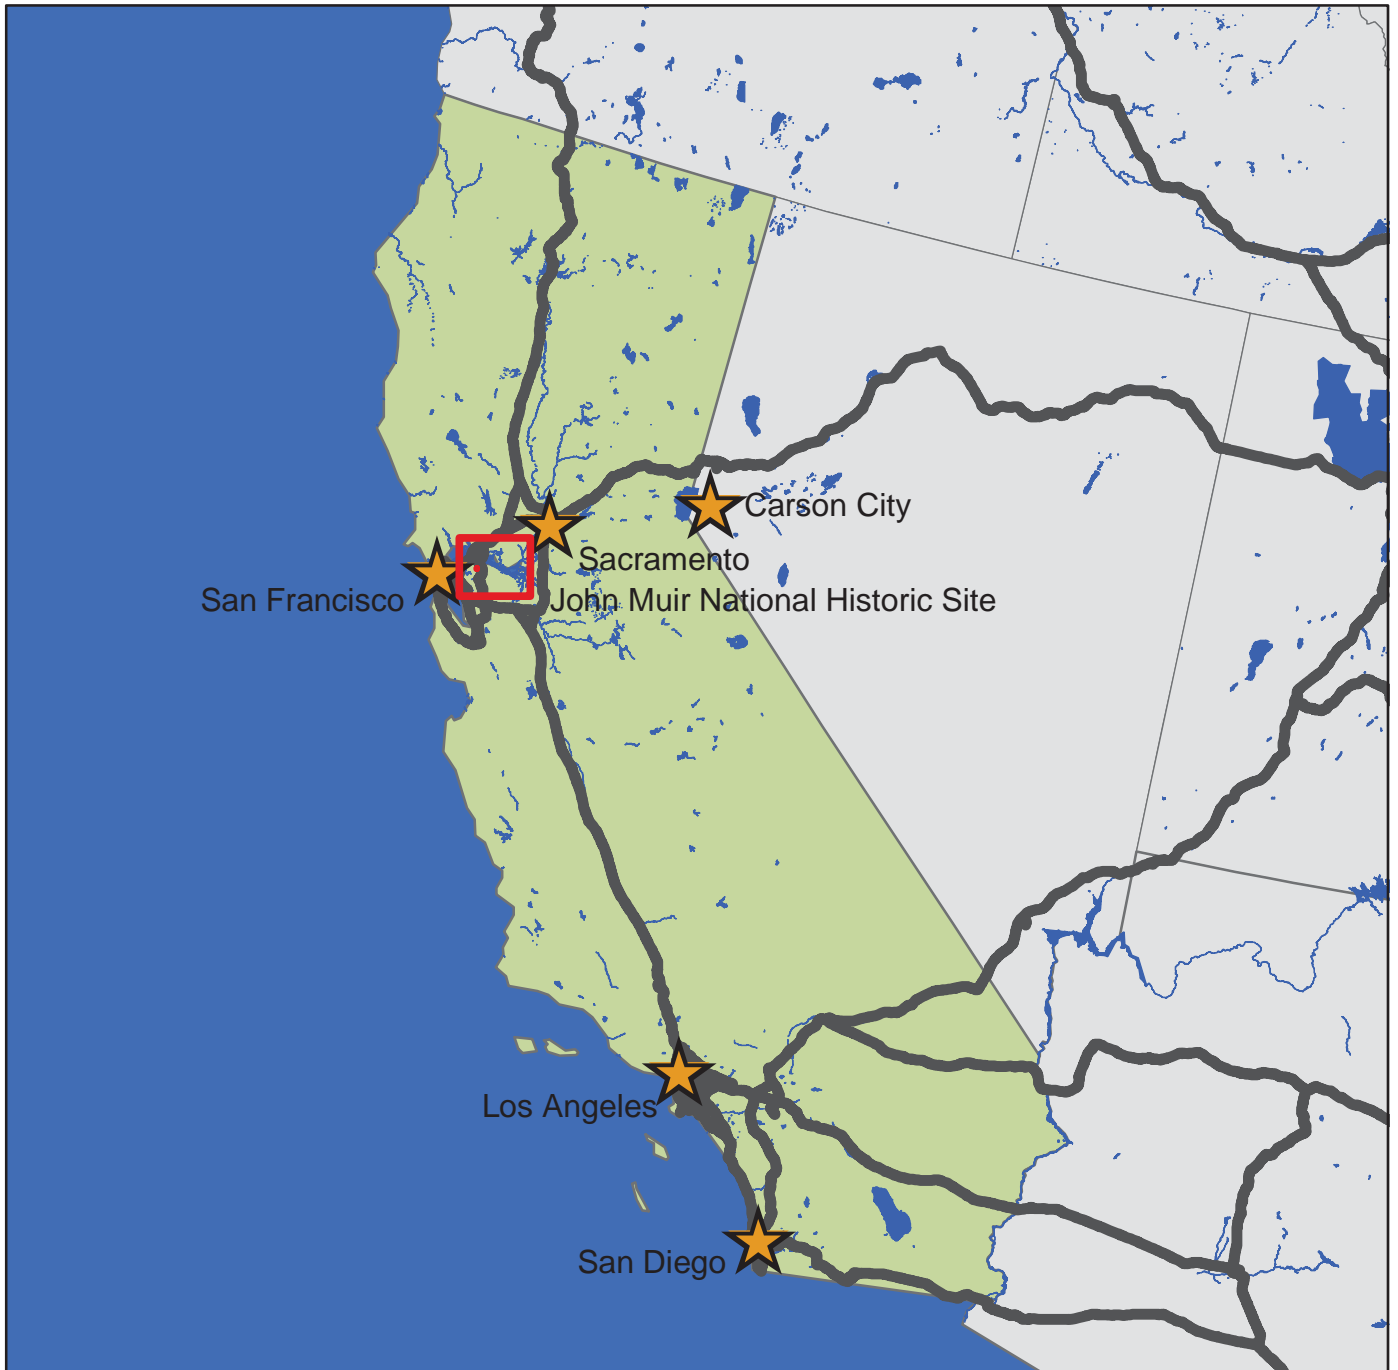 Carson City
Sacramento
San Francisco
John Muir National Historic Site
Los Angeles
San Diego